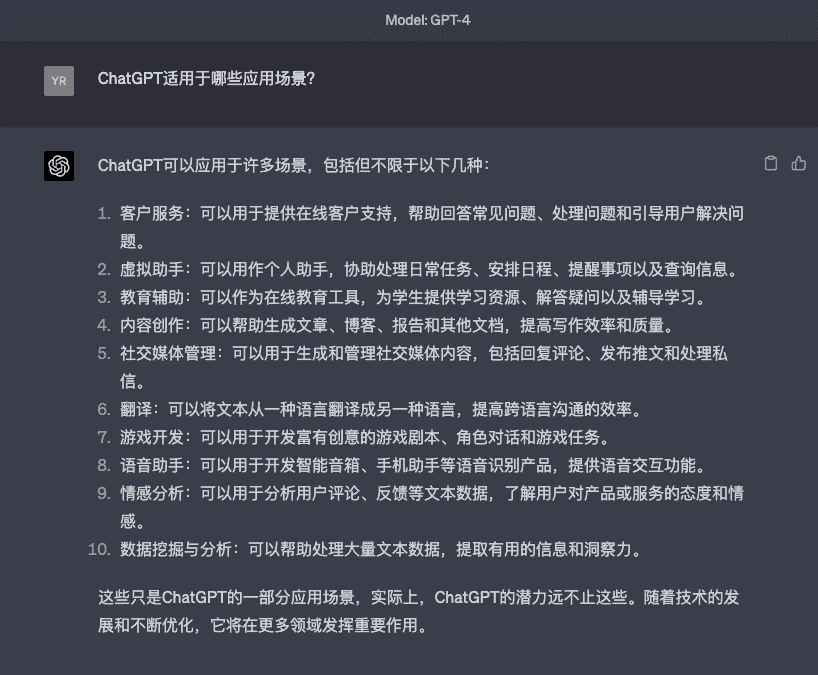 Model: GPT-4
YR
ChatGPT适用于哪些应用场景?
ChatGPT可以应用于许多场景，包括但不限于以下几种：
1. 客户服务：可以用于提供在线客户支持，帮助回答常见问题、处理问题和引导用户解决问
题。
2. 虚拟助手：可以用作个人助手，协助处理日常任务、安排日程、提醒事项以及查询信息。
3. 教育辅助：可以作为在线教育工具，为学生提供学习资源、解答疑问以及辅导学习。
4. 内容创作：可以帮助生成文章、博客、报告和其他文档，提高写作效率和质量。
5. 社交媒体管理：可以用于生成和管理社交媒体内容，包括回复评论、发布推文和处理私
信。
6. 翻译：可以将文本从一种语言翻译成另一种语言，提高跨语言沟通的效率。
7. 游戏开发：可以用于开发富有创意的游戏剧本、角色对话和游戏任务。
8. 语音助手：可以用于开发智能音箱、手机助手等语音识别产品，提供语音交互功能。
9. 情感分析：可以用于分析用户评论、反馈等文本数据，了解用户对产品或服务的态度和情
感。
10. 数据挖掘与分析：可以帮助处理大量文本数据，提取有用的信息和洞察力。
这些只是ChatGPT的一部分应用场景，实际上，ChatGPT的潜力远不止这些。随着技术的发
展和不断优化，它将在更多领域发挥重要作用。